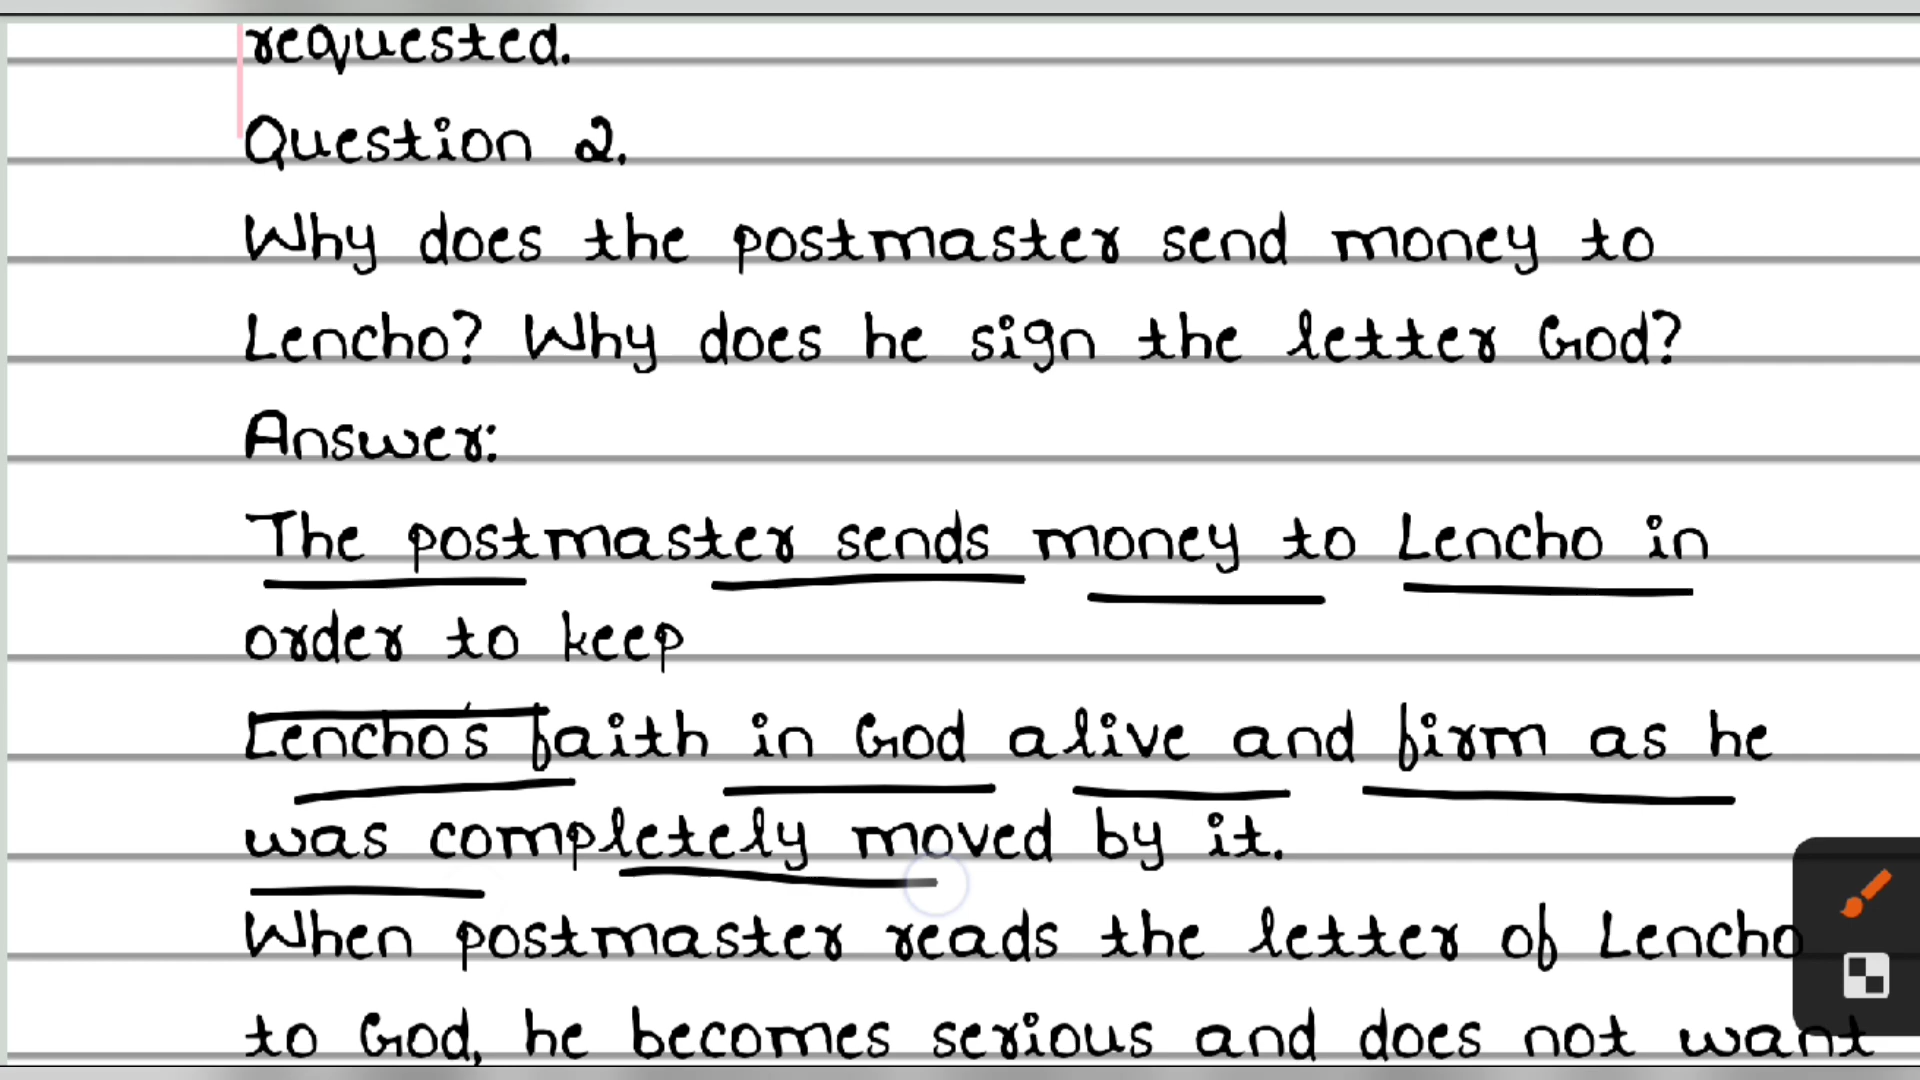 requested.
Question 2.
Why does the postmaster send money to
Lencho? Why does he sign the letter God?
Answer:
The postmaster sends money to Lencho in
order to keep
Lencho's faith in God alive and firm as he
was completely moved by it.
When postmaster reads the letter of Lencho
to God, he becomes serious and does not want